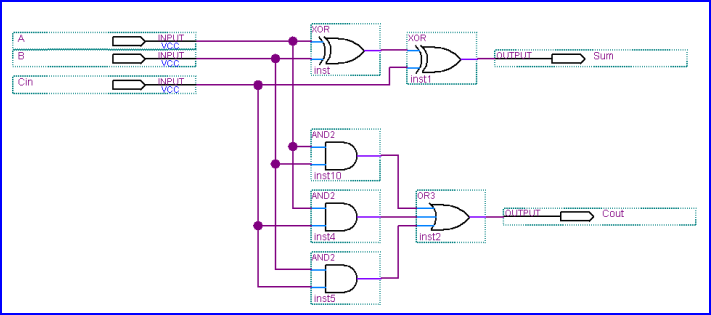 A INPUT VCC
B INPUT VCC
Cin INPUT VCC
XOR
inst
XOR
inst1
OUTPUT Sum
AND2
inst10
AND2
inst4
OR3
inst2
OUTPUT Cout
AND2
inst5